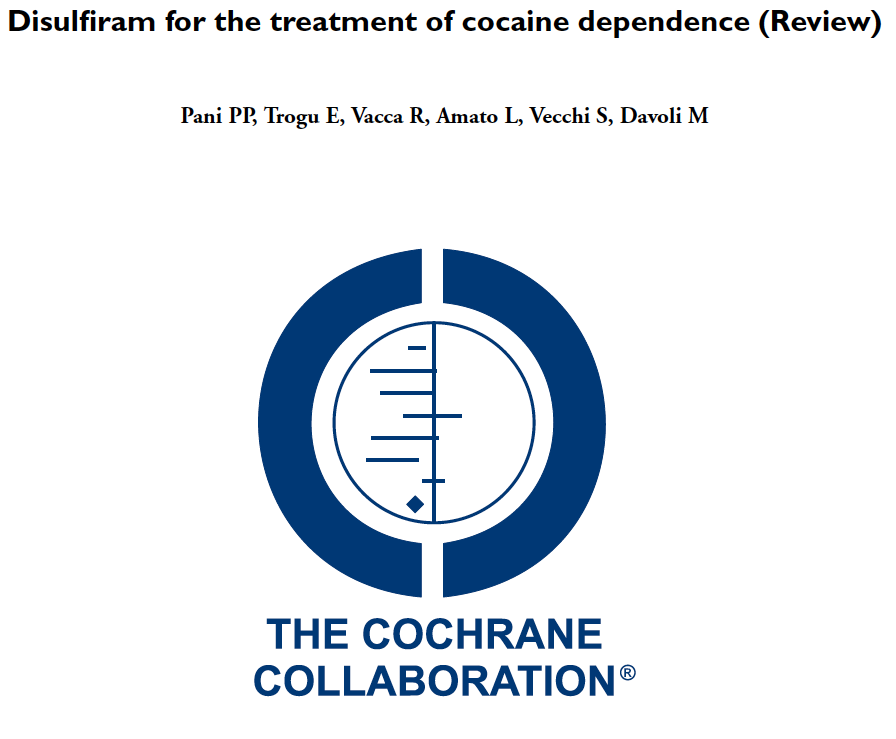 Disulfiram for the treatment of cocaine dependence (Review)
Pani PP, Trogu E, Vacca R, Amato L, Vecchi S, Davoli M
THE COCHRANE
COLLABORATION®